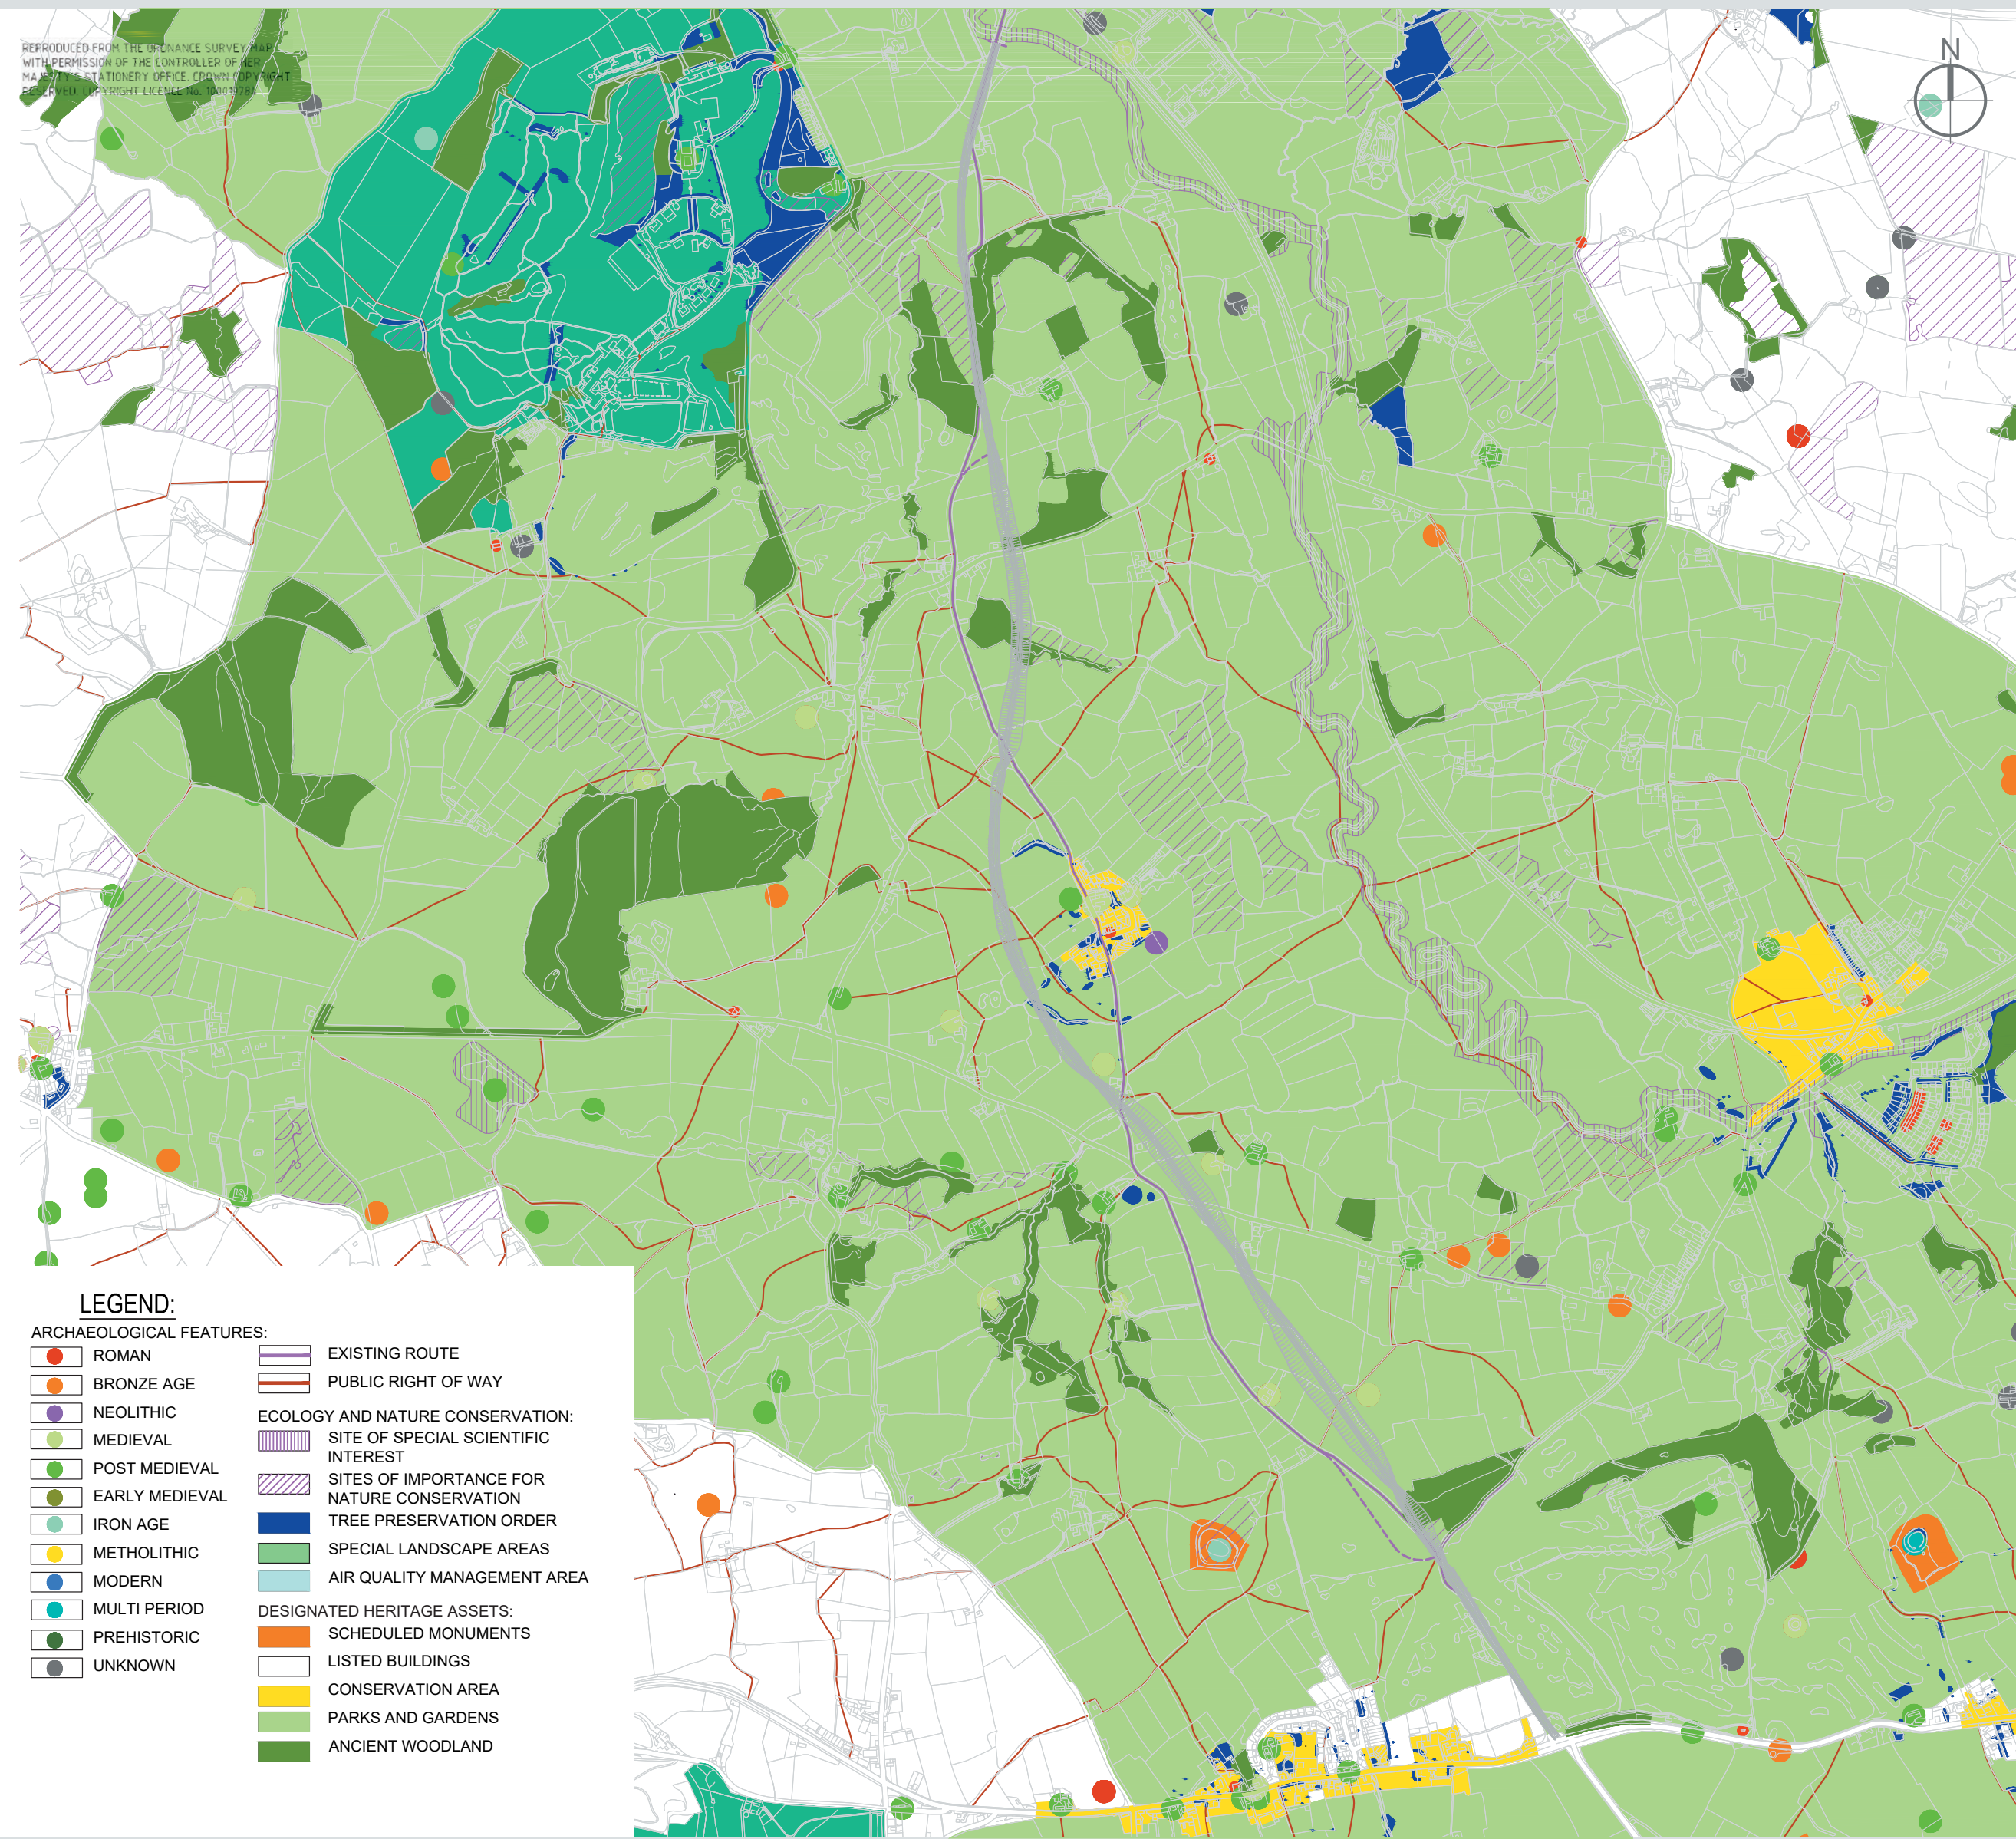 REPRODUCED FROM THE ORDNANCE SURVEY MAP
WITH PERMISSION OF THE CONTROLLER OF HER
MAJESTY'S STATIONERY OFFICE. CROWN COPYRIGHT
RESERVED. COPYRIGHT LICENCE No.
N
LEGEND:
ARCHAEOLOGICAL FEATURES:
ROMAN
BRONZE AGE
NEOLITHIC
MEDIEVAL
POST MEDIEVAL
EARLY MEDIEVAL
IRON AGE
METHOLITHIC
MODERN
MULTI PERIOD
PREHISTORIC
UNKNOWN
EXISTING ROUTE
PUBLIC RIGHT OF WAY
ECOLOGY AND NATURE CONSERVATION:
SITE OF SPECIAL SCIENTIFIC
INTEREST
SITES OF IMPORTANCE FOR
NATURE CONSERVATION
TREE PRESERVATION ORDER
SPECIAL LANDSCAPE AREAS
AIR QUALITY MANAGEMENT AREA
DESIGNATED HERITAGE ASSETS:
SCHEDULED MONUMENTS
LISTED BUILDINGS
CONSERVATION AREA
PARKS AND GARDENS
ANCIENT WOODLAND